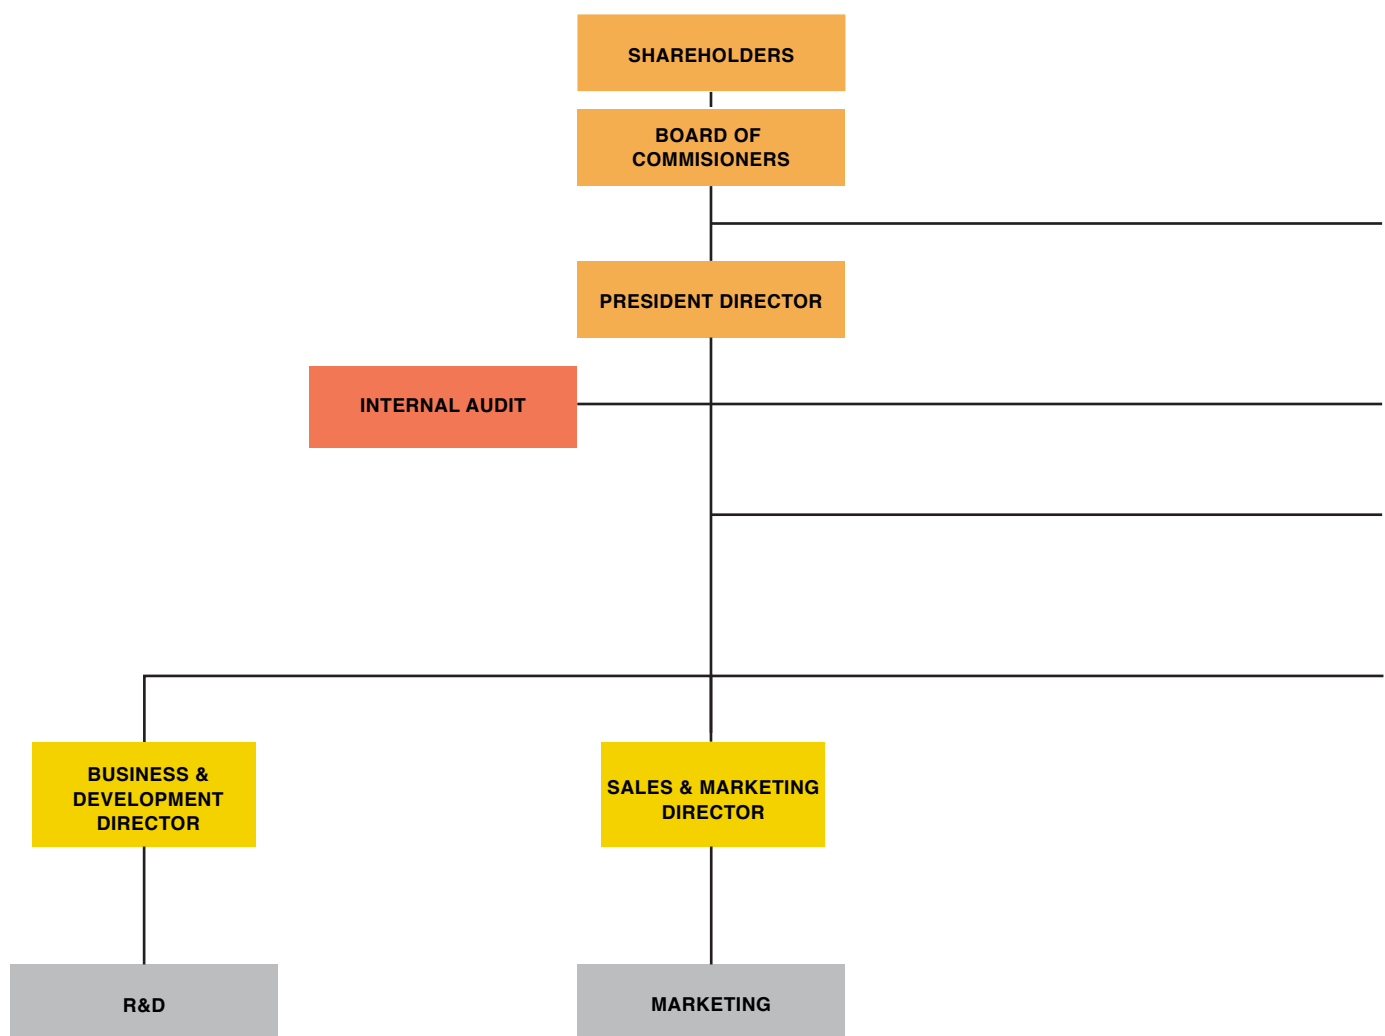 SHAREHOLDERS
BOARD OF
COMMISIONERS
PRESIDENT DIRECTOR
INTERNAL AUDIT
BUSINESS &
DEVELOPMENT
DIRECTOR
SALES & MARKETING
DIRECTOR
R&D
MARKETING